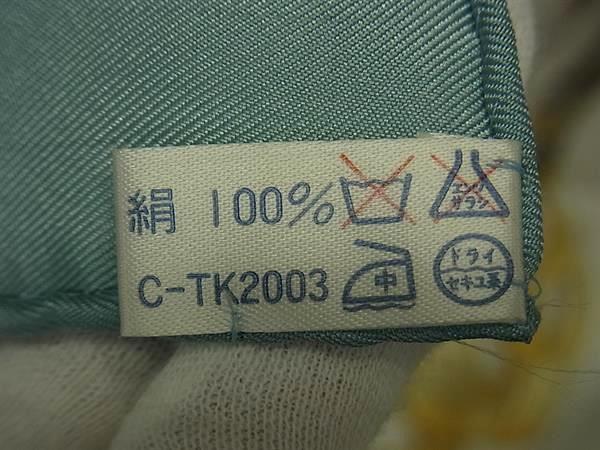 絹 100% エンソ サラシ
C-TK2003 中 ドライ セキユ系